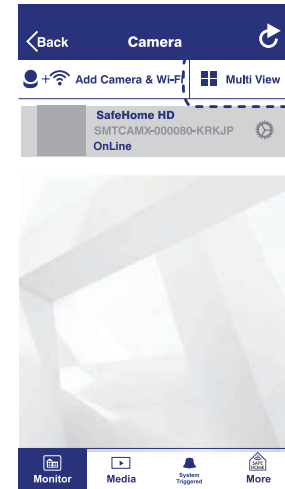 Back
Camera
Add Camera & Wi-Fi
Multi View
SafeHome HD
SMTCAMX-000080-KRKJP
OnLine
Monitor
Media
System
Triggered
SAFE
HOME
More